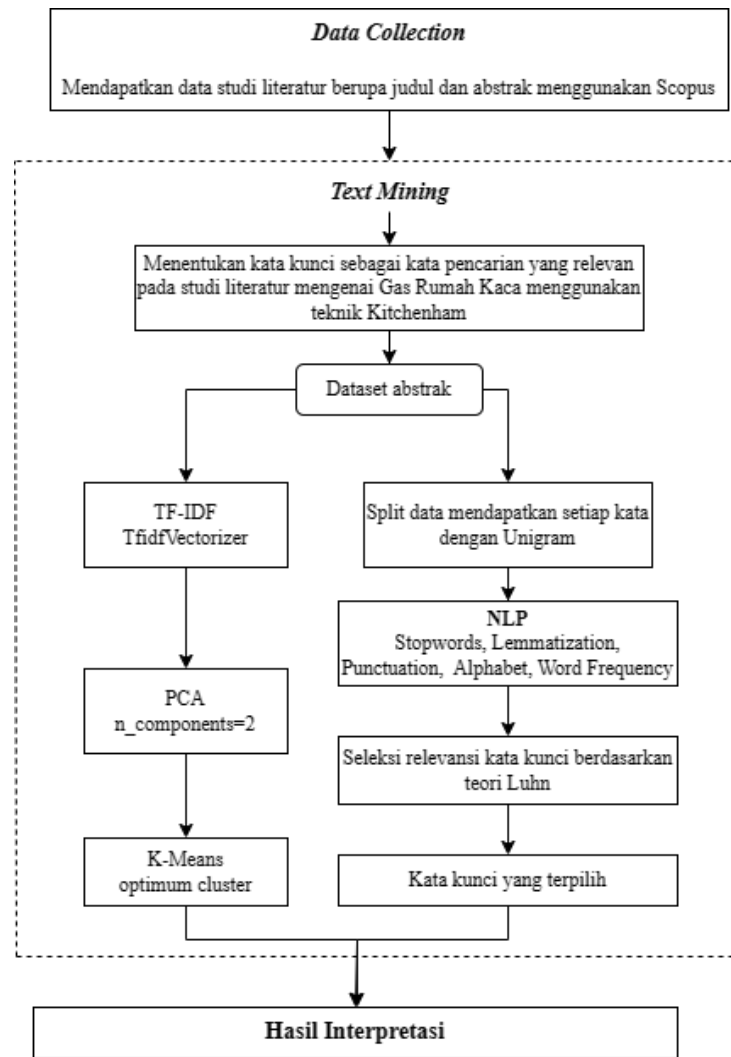 Data Collection
Mendapatkan data studi literatur berupa judul dan abstrak menggunakan Scopus
Text Mining
Menentukan kata kunci sebagai kata pencarian yang relevan
pada studi literatur mengenai Gas Rumah Kaca menggunakan
teknik Kitchenham
Dataset abstrak
TF-IDF
TfidfVectorizer
PCA
n_components=2
K-Means
optimum cluster
Split data mendapatkan setiap kata
dengan Unigram
NLP
Stopwords, Lemmatization,
Punctuation, Alphabet, Word Frequency
Seleksi relevansi kata kunci berdasarkan
teori Luhn
Kata kunci yang terpilih
Hasil Interpretasi